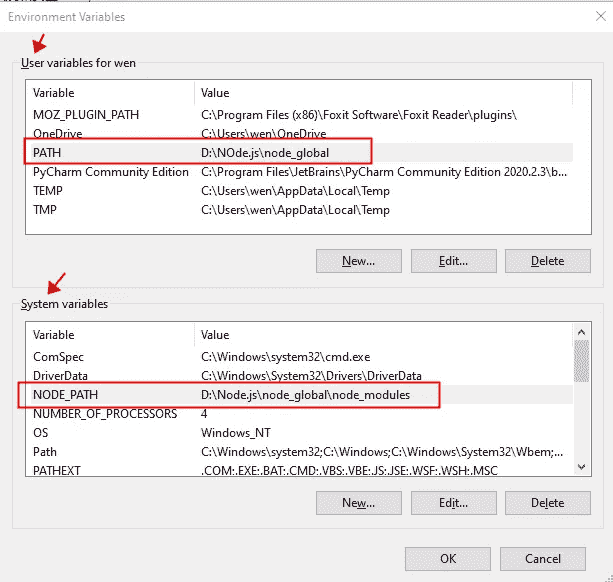 Environment Variables
User variables for wen
Variable Value
MOZ_PLUGIN_PATH C:\Program Files (x86)\Foxit Software\Foxit Reader\plugins\
OneDrive C:\Users\wen\OneDrive
PATH D:\NOde.js\node_global
PyCharm Community Edition C:\Program Files\JetBrains\PyCharm Community Edition 2020.2.3\b...
TEMP C:\Users\wen\AppData\Local\Temp
TMP C:\Users\wen\AppData\Local\Temp
New... Edit... Delete
System variables
Variable Value
ComSpec C:\Windows\system32\cmd.exe
DriverData C:\Windows\System32\Drivers\DriverData
NODE_PATH D:\Node.js\node_global\node_modules
NUMBER_OF_PROCESSORS 4
OS Windows_NT
Path C:\Windows\system32;C:\Windows;C:\Windows\System32\Wbem;...
PATHEXT .COM:.EXE:.BAT:.CMD:.VBS:.VBE:.JS:.JSE:.WSF:.WSH:.MSC
New... Edit... Delete
OK Cancel